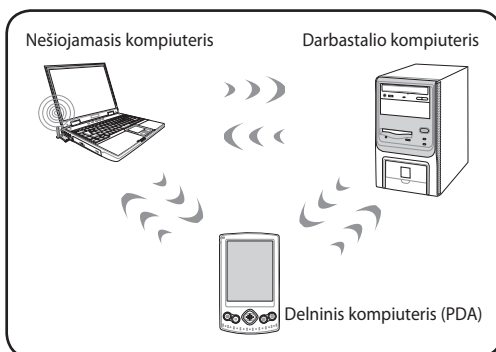 Nešiojamasis kompiuteris
Darbastalio kompiuteris
Delninis kompiuteris (PDA)